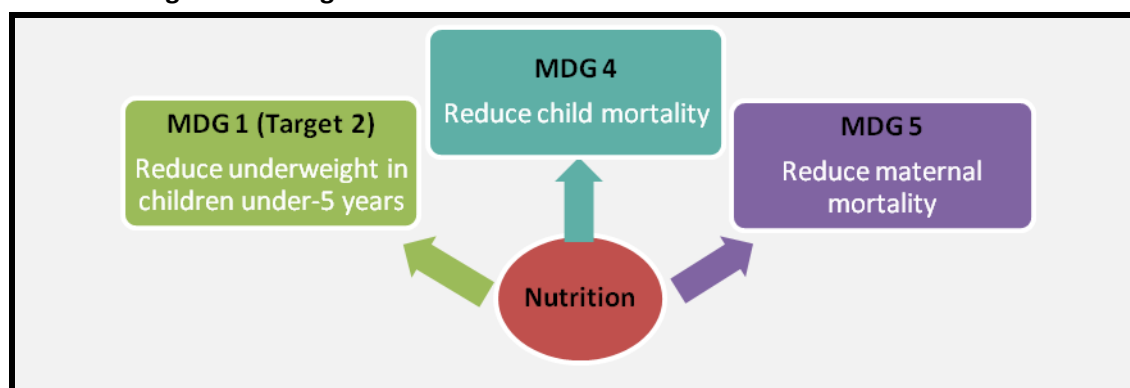 MDG 4
Reduce child mortality
MDG 1 (Target 2)
Reduce underweight in
children under-5 years
MDG 5
Reduce maternal
mortality
Nutrition